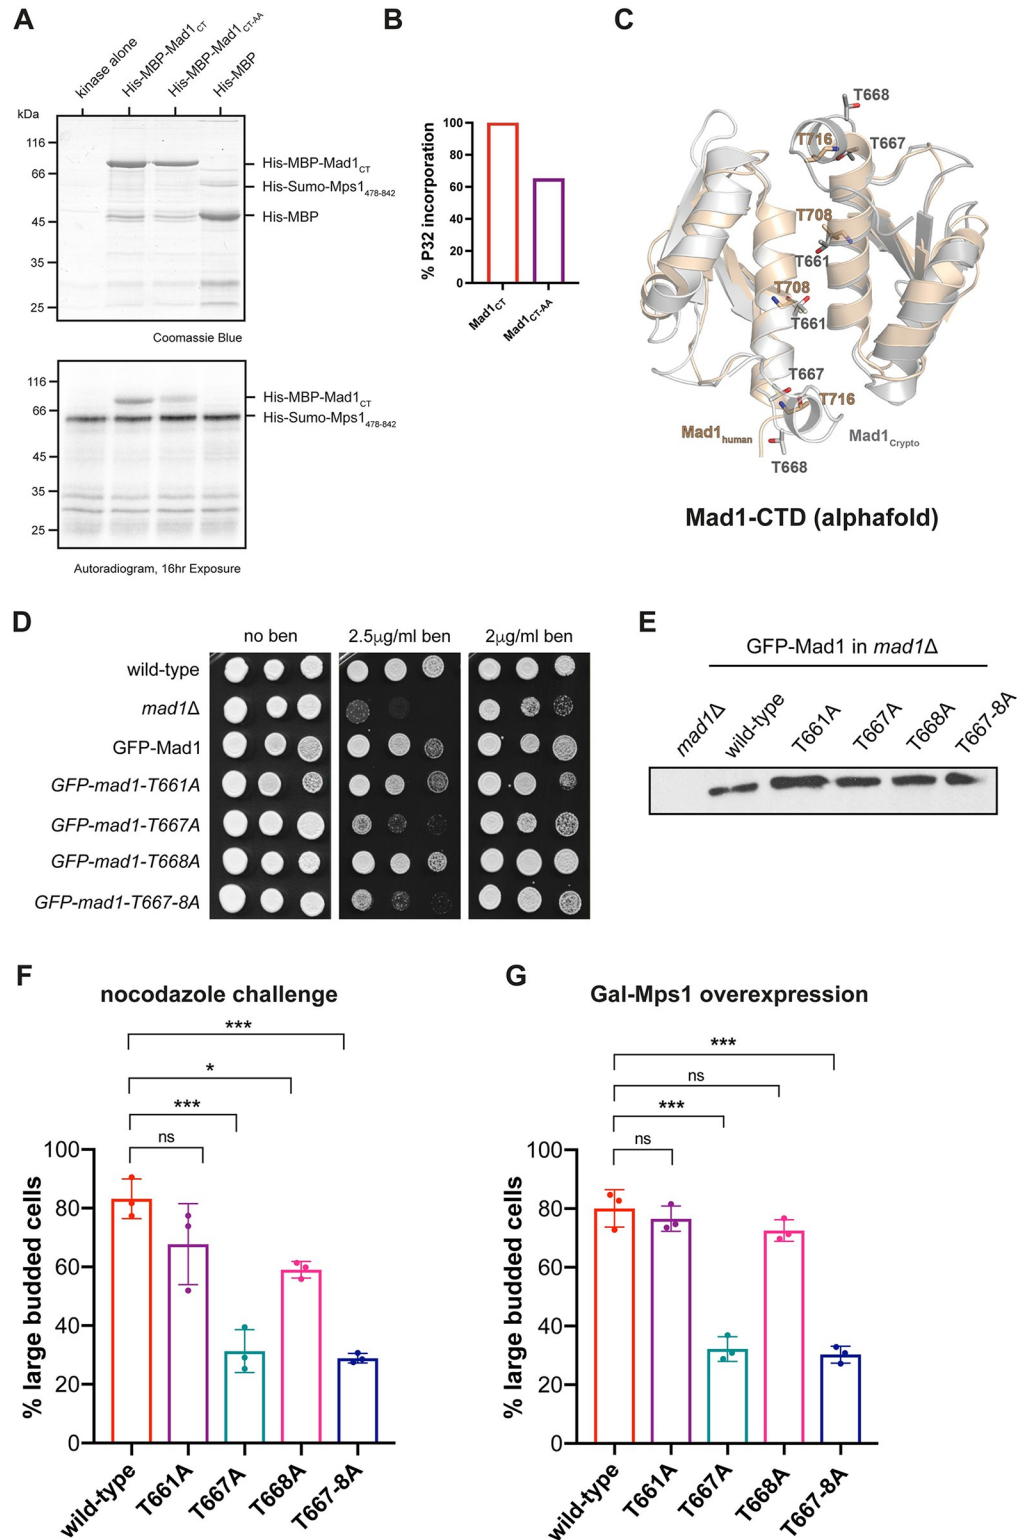 A
kinase alone
His-MBP-Mad1CT
His-MBP-Mad1CT-AA
His-MBP
kDa
116
66
45
35
25
His-MBP-Mad1CT
His-Sumo-Mps1478-842
His-MBP
Coomassie Blue
116
66
45
35
25
His-MBP-Mad1CT
His-Sumo-Mps1478-842
Autoradiogram, 16hr Exposure
B
% P32 incorporation
100
80
60
40
20
0
Mad1CT
Mad1CT-AA
C
T668
T716
T667
T708
T661
T708
T661
T667
T716
Mad1human
Mad1Crypto
T668
Mad1-CTD (alphafold)
D
no ben
2.5µg/ml ben
2µg/ml ben
wild-type
mad1Δ
GFP-Mad1
GFP-mad1-T661A
GFP-mad1-T667A
GFP-mad1-T668A
GFP-mad1-T667-8A
E
GFP-Mad1 in mad1Δ
mad1Δ
wild-type
T661A
T667A
T668A
T667-8A
F
nocodazole challenge
***
*
***
ns
% large budded cells
100
80
60
40
20
0
wild-type
T661A
T667A
T668A
T667-8A
G
Gal-Mps1 overexpression
***
ns
***
ns
% large budded cells
100
80
60
40
20
0
wild-type
T661A
T667A
T668A
T667-8A